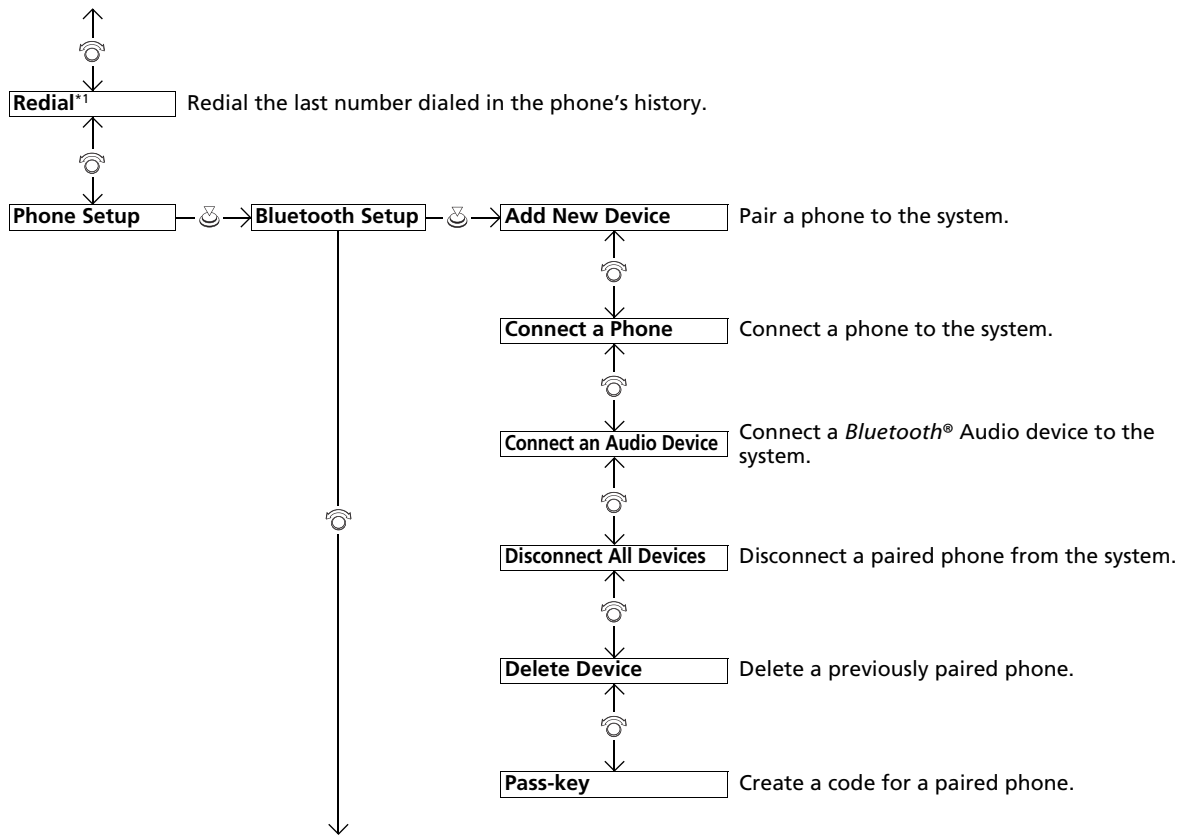 Redial*1 Redial the last number dialed in the phone's history.
Phone Setup Bluetooth Setup Add New Device Pair a phone to the system.
Connect a Phone Connect a phone to the system.
Connect an Audio Device Connect a Bluetooth® Audio device to the
system.
Disconnect All Devices Disconnect a paired phone from the system.
Delete Device Delete a previously paired phone.
Pass-key Create a code for a paired phone.